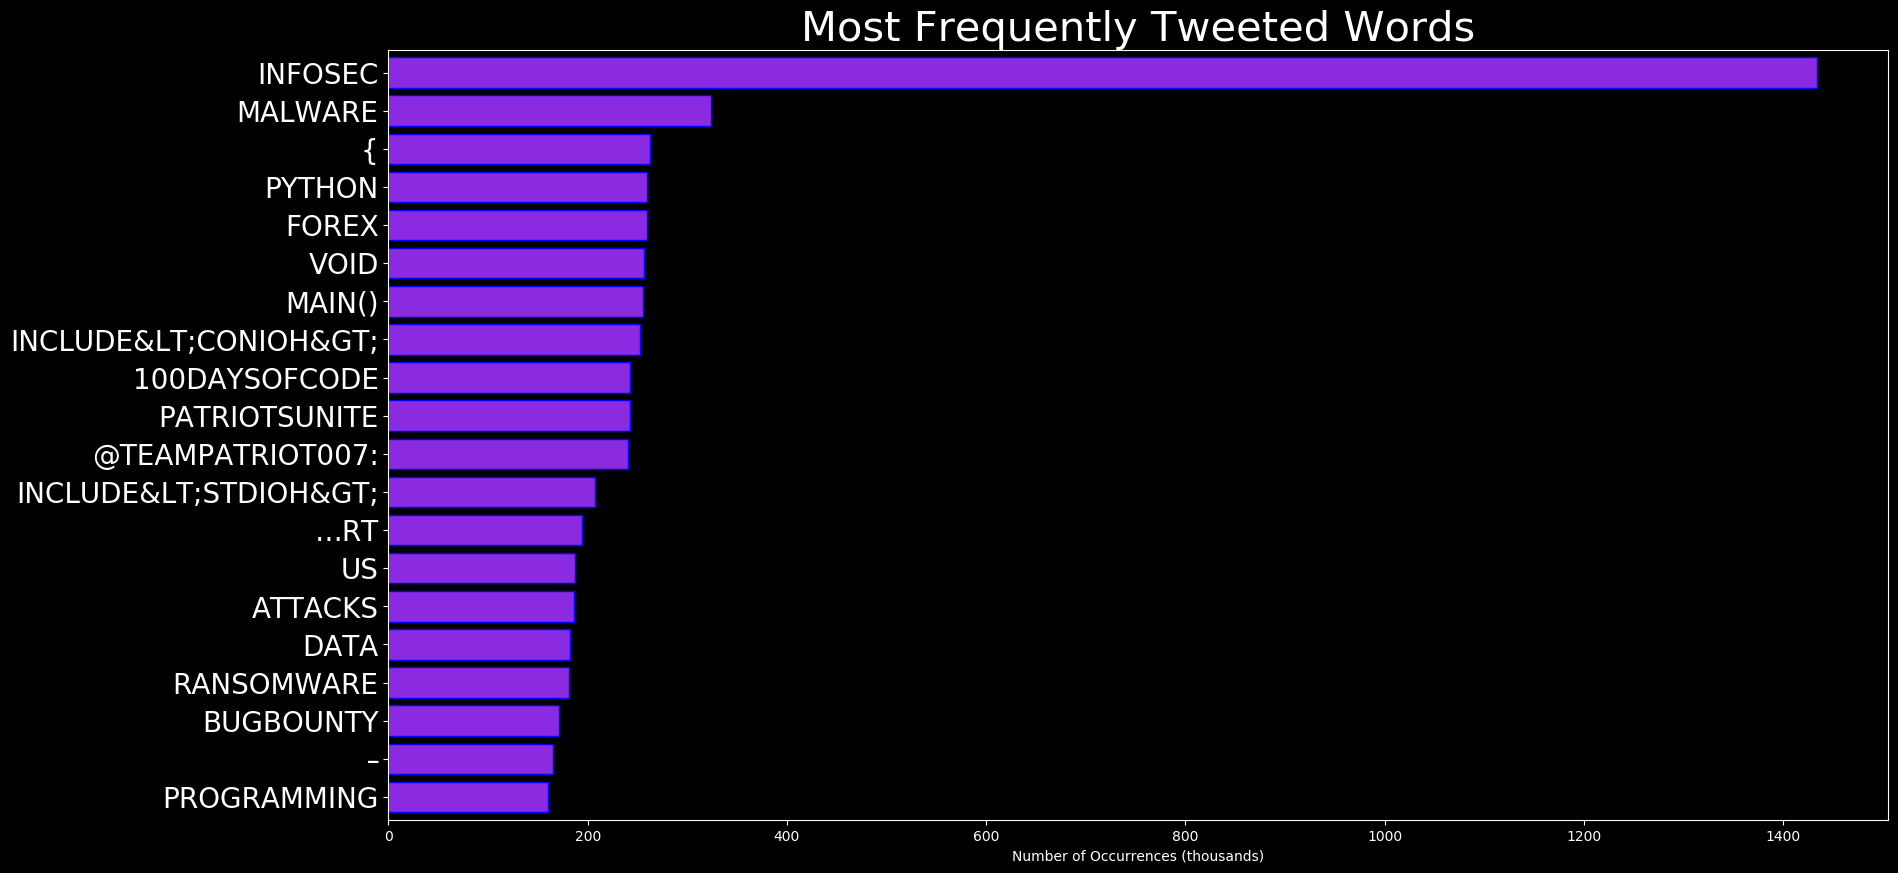 Most Frequently Tweeted Words
INFOSEC
MALWARE
{
PYTHON
FOREX
VOID
MAIN()
INCLUDE&LT;CONIOH&GT;
100DAYSOFCODE
PATRIOTSUNITE
@TEAMPATRIOT007:
INCLUDE&LT;STDIOH&GT;
…RT
US
ATTACKS
DATA
RANSOMWARE
BUGBOUNTY
–
PROGRAMMING
0 200 400 600 800 1000 1200 1400
Number of Occurrences (thousands)